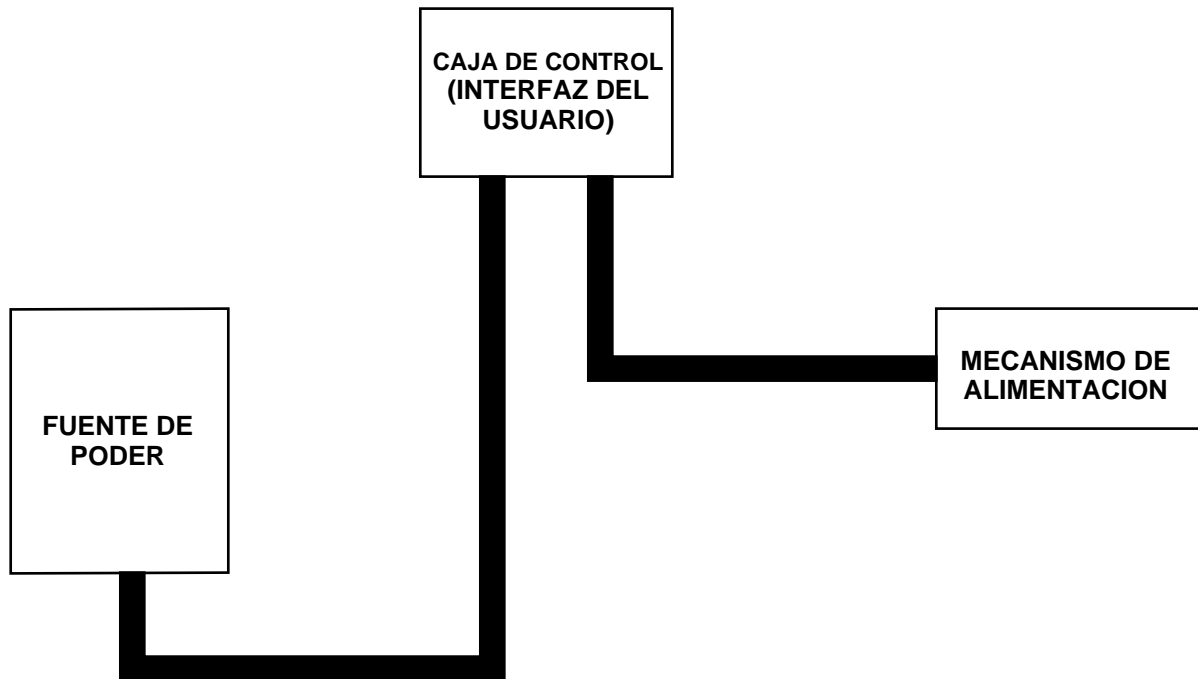 CAJA DE CONTROL
(INTERFAZ DEL
USUARIO)
FUENTE DE
PODER
MECANISMO DE
ALIMENTACION